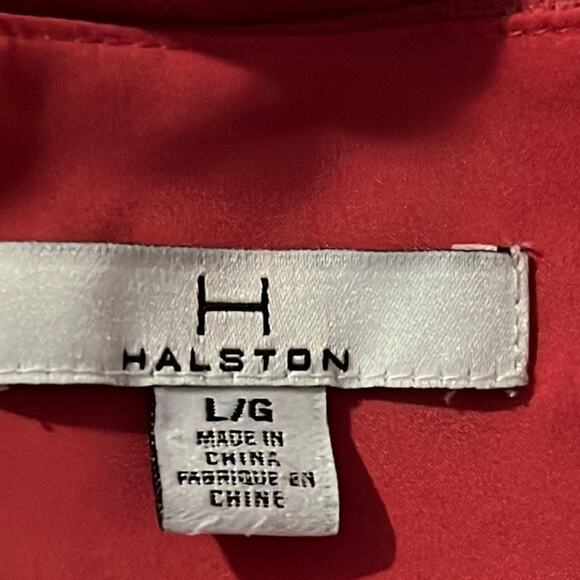 H
HALSTON
L/G
MADE IN
CHINA
FABRIQUE EN
CHINE